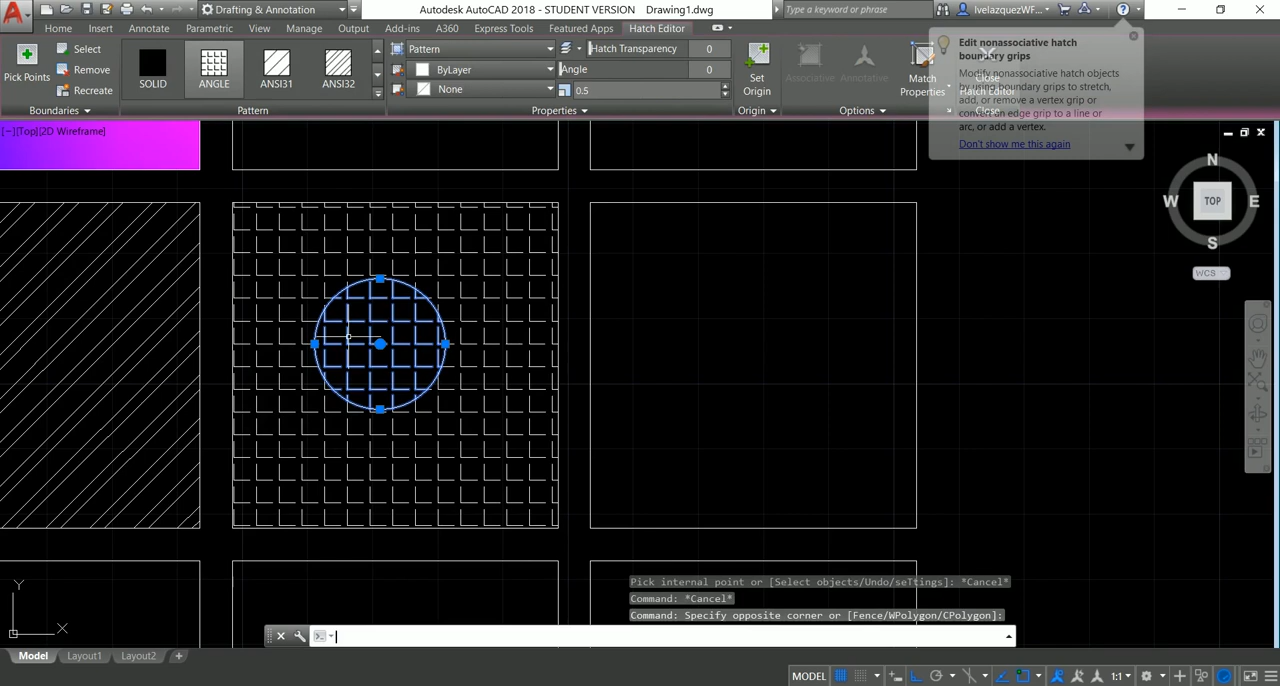 Drafting & Annotation
Autodesk AutoCAD 2018 - STUDENT VERSION Drawing1.dwg
Type a keyword or phrase
IvelazquezWF...
Home Insert Annotate Parametric View Manage Output Add-ins A360 Express Tools Featured Apps Hatch Editor
Pick Points
Select
Remove
Recreate
Boundaries
SOLID
ANGLE
ANSI31
ANSI32
Pattern
Pattern
ByLayer
None
Hatch Transparency 0
Angle 0
0.5
Properties
Set
Origin
Origin
Associative
Annotative
Match
Properties
Options
Close
Hatch Editor
Close
Edit nonassociative hatch
boundary grips
Modify nonassociative hatch objects
by using boundary grips to stretch,
add, or remove a vertex grip or
convert an edge grip to a line or
arc, or add a vertex.
Don't show me this again
[−][Top][2D Wireframe]
N
W TOP E
S
WCS
Pick internal point or [Select objects/Undo/seTtings]: *Cancel*
Command: *Cancel*
Command: Specify opposite corner or [Fence/WPolygon/CPolygon]:
Y
X
Model Layout1 Layout2 +
MODEL
1:1